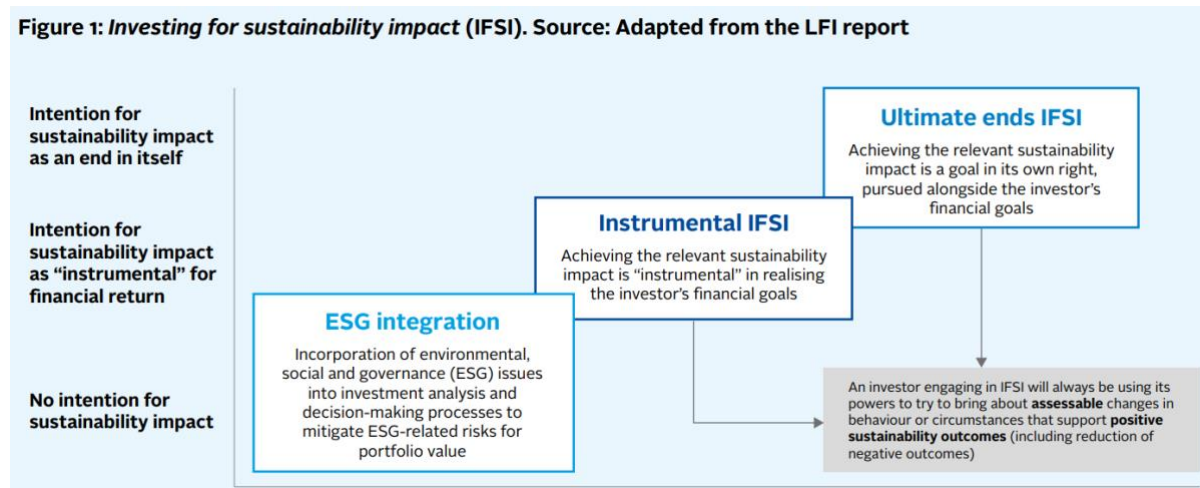 Figure 1: Investing for sustainability impact (IFSI). Source: Adapted from the LFI report
Intention for
sustainability impact
as an end in itself
Ultimate ends IFSI
Achieving the relevant sustainability
impact is a goal in its own right,
pursued alongside the investor's
financial goals
Intention for
sustainability impact
as “instrumental” for
financial return
Instrumental IFSI
Achieving the relevant sustainability
impact is “instrumental” in realising
the investor's financial goals
ESG integration
Incorporation of environmental,
social and governance (ESG) issues
into investment analysis and
decision-making processes to
mitigate ESG-related risks for
portfolio value
No intention for
sustainability impact
An investor engaging in IFSI will always be using its
powers to try to bring about assessable changes in
behaviour or circumstances that support positive
sustainability outcomes (including reduction of
negative outcomes)